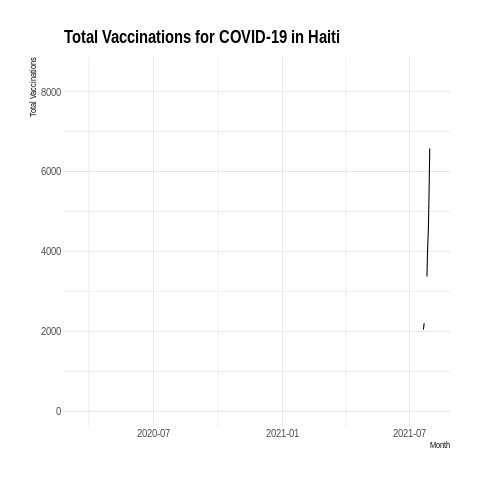 Total Vaccinations for COVID-19 in Haiti
Total Vaccinations
8000
6000
4000
2000
0
2020-07
2021-01
2021-07
Month